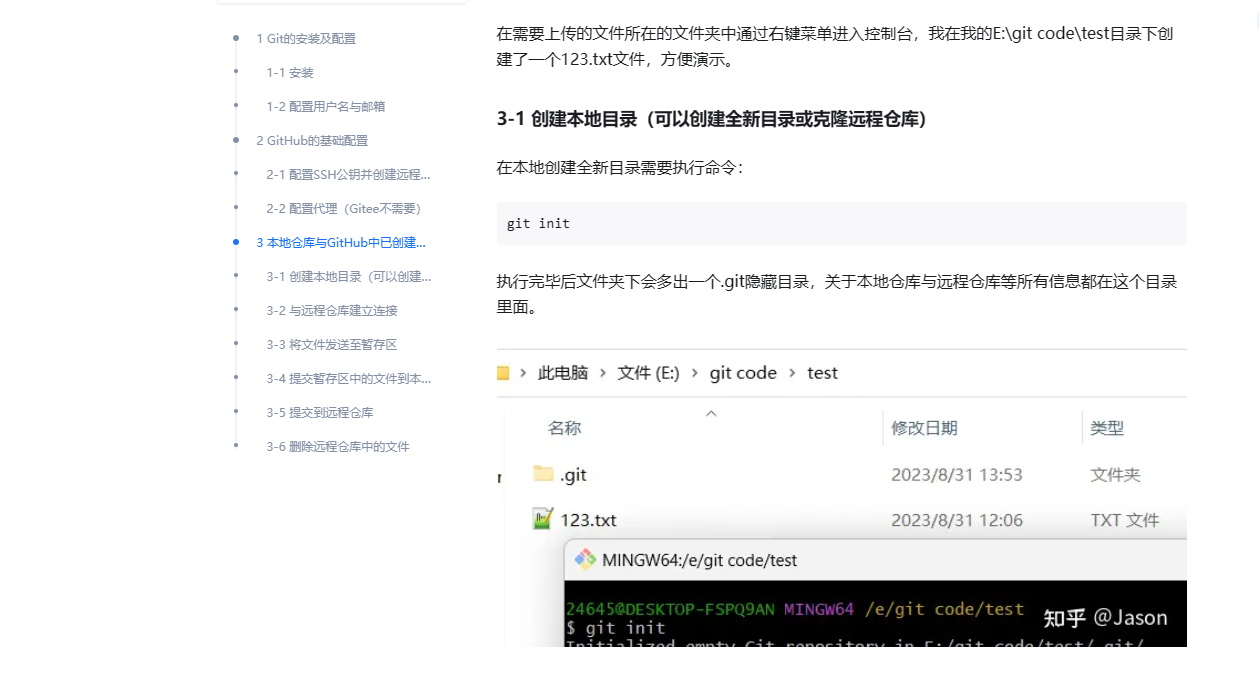 1 Git的安装及配置
1-1 安装
1-2 配置用户名与邮箱
2 GitHub的基础配置
2-1 配置SSH公钥并创建远程...
2-2 配置代理（Gitee不需要）
3 本地仓库与GitHub中已创建...
3-1 创建本地目录（可以创建...
3-2 与远程仓库建立连接
3-3 将文件发送至暂存区
3-4 提交暂存区中的文件到本...
3-5 提交到远程仓库
3-6 删除远程仓库中的文件
在需要上传的文件所在的文件夹中通过右键菜单进入控制台，我在我的E:\git code\test目录下创
建了一个123.txt文件，方便演示。
3-1 创建本地目录（可以创建全新目录或克隆远程仓库）
在本地创建全新目录需要执行命令：
git init
执行完毕后文件夹下会多出一个.git隐藏目录，关于本地仓库与远程仓库等所有信息都在这个目录
里面。
› 此电脑 › 文件 (E:) › git code › test
名称 修改日期 类型
.git 2023/8/31 13:53 文件夹
123.txt 2023/8/31 12:06 TXT 文件
MINGW64:/e/git code/test
24645@DESKTOP-FSPQ9AN MINGW64 /e/git code/test
$ git init
Initialized empty Git repository in E:/git code/test/.git/
知乎 @Jason